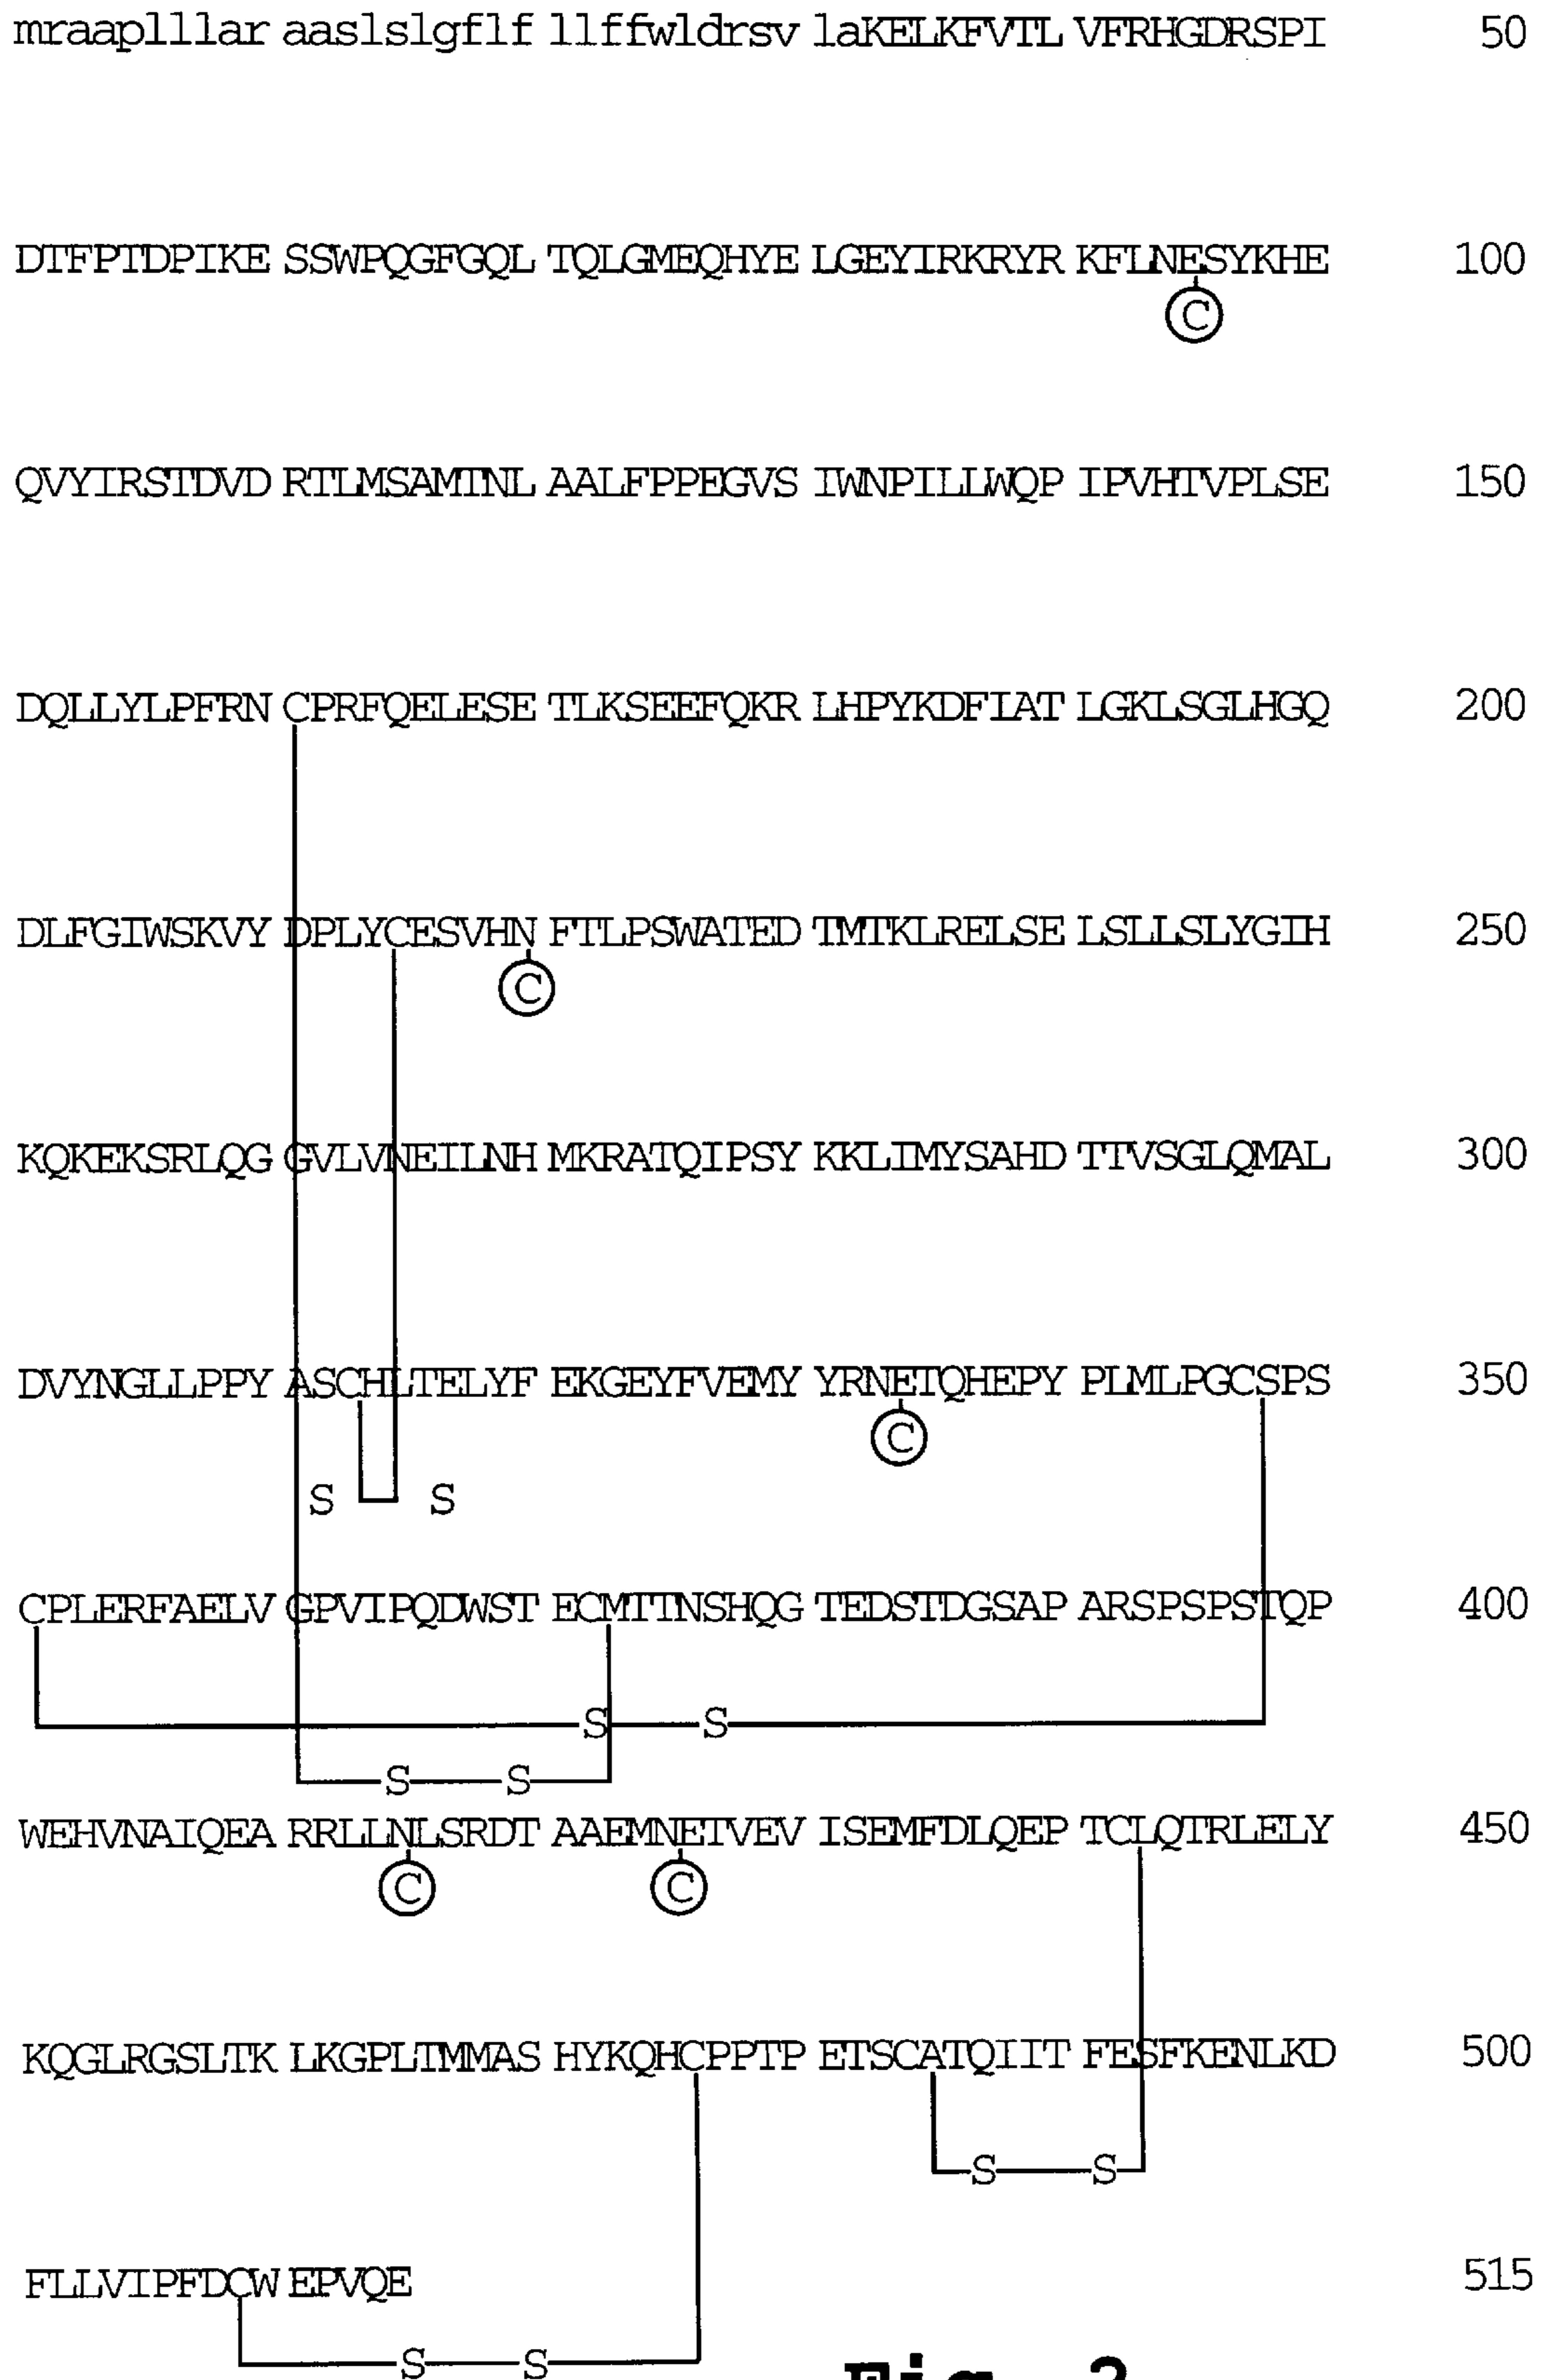 mraaplllar aaslslgflf llffwldrsv laKELKFVTL VFRHGDRSPI 50
DTFPTDPIKE SSWPQGFGQL TQLGMEQHYE LGEYIRKRYR KFLNESYKHE 100
C
QVYIRSTDVD RTLMSAMTNL AALFPPEGVS IWNPILLWQP IPVHTVPLSE 150
DQLLYLPFRN CPRFQELESE TLKSEEFQKR LHPYKDFIAT LGKLSGLHGQ 200
DLFGIWSKVY DPLYCESVHN FTLPSWATED TMTKLRELSE LSLLSLYGIH 250
C
KQKEKSRLQG GVLVNEILNH MKRATQIPSY KKLIMYSAHD TTVSGLQMAL 300
DVYNGLLPPY ASCHLTELYF EKGEYFVEMY YRNETQHEPY PLMLPGCSPS 350
C
S S
CPLERFAELV GPVIPQDWST ECMTTNSHQG TEDSTDGSAP ARSPSPSTQP 400
S S
S S
WEHVNAIQEA RRLLNLSRDT AAEMNETVEV ISEMFDLQEP TCLQTRLELY 450
C C
KQGLRGSLTK LKGPLTMMAS HYKQHCPPTP ETSCATQIIT FESFKENLKD 500
S S
FLLVIPFDCW EPVQE 515
S S